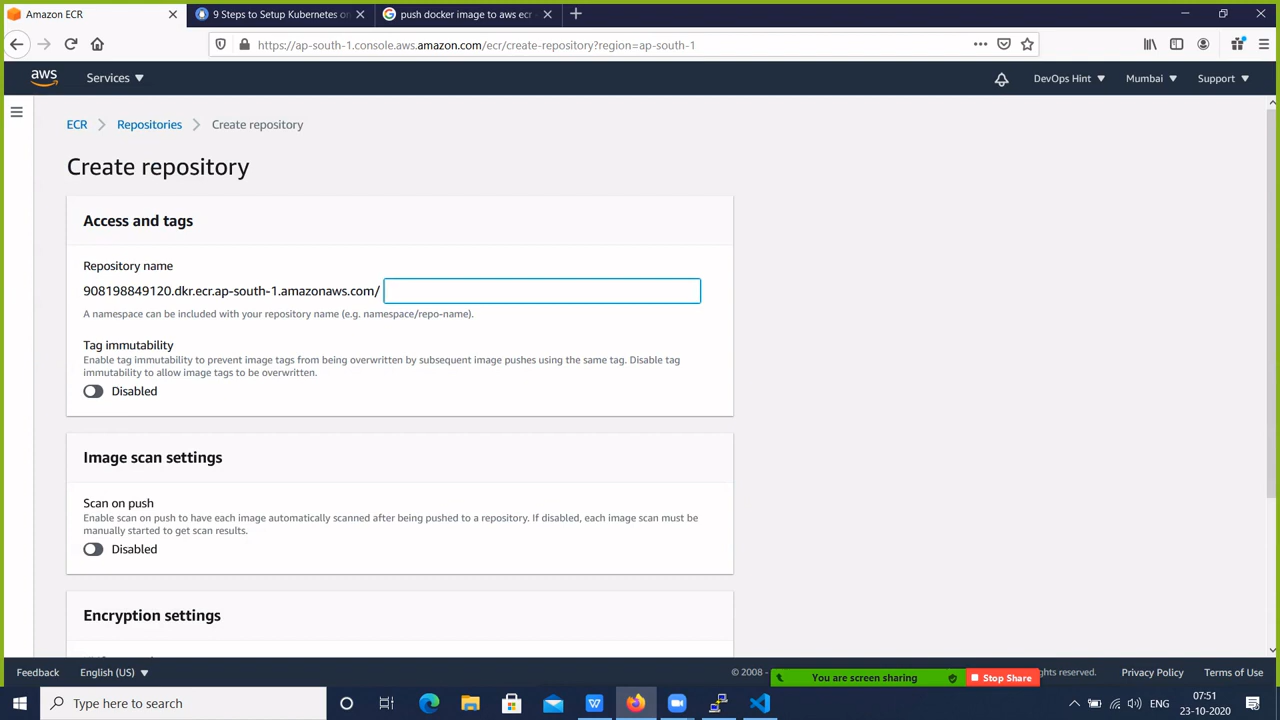 Amazon ECR
9 Steps to Setup Kubernetes on
push docker image to aws ecr -
https://ap-south-1.console.aws.amazon.com/ecr/create-repository?region=ap-south-1
aws
Services
DevOps Hint
Mumbai
Support
ECR
Repositories
Create repository
Create repository
Access and tags
Repository name
908198849120.dkr.ecr.ap-south-1.amazonaws.com/
A namespace can be included with your repository name (e.g. namespace/repo-name).
Tag immutability
Enable tag immutability to prevent image tags from being overwritten by subsequent image pushes using the same tag. Disable tag
immutability to allow image tags to be overwritten.
Disabled
Image scan settings
Scan on push
Enable scan on push to have each image automatically scanned after being pushed to a repository. If disabled, each image scan must be
manually started to get scan results.
Disabled
Encryption settings
Feedback
English (US)
© 2008 -
ghts reserved.
Privacy Policy
Terms of Use
You are screen sharing
Stop Share
Type here to search
ENG
07:51
23-10-2020